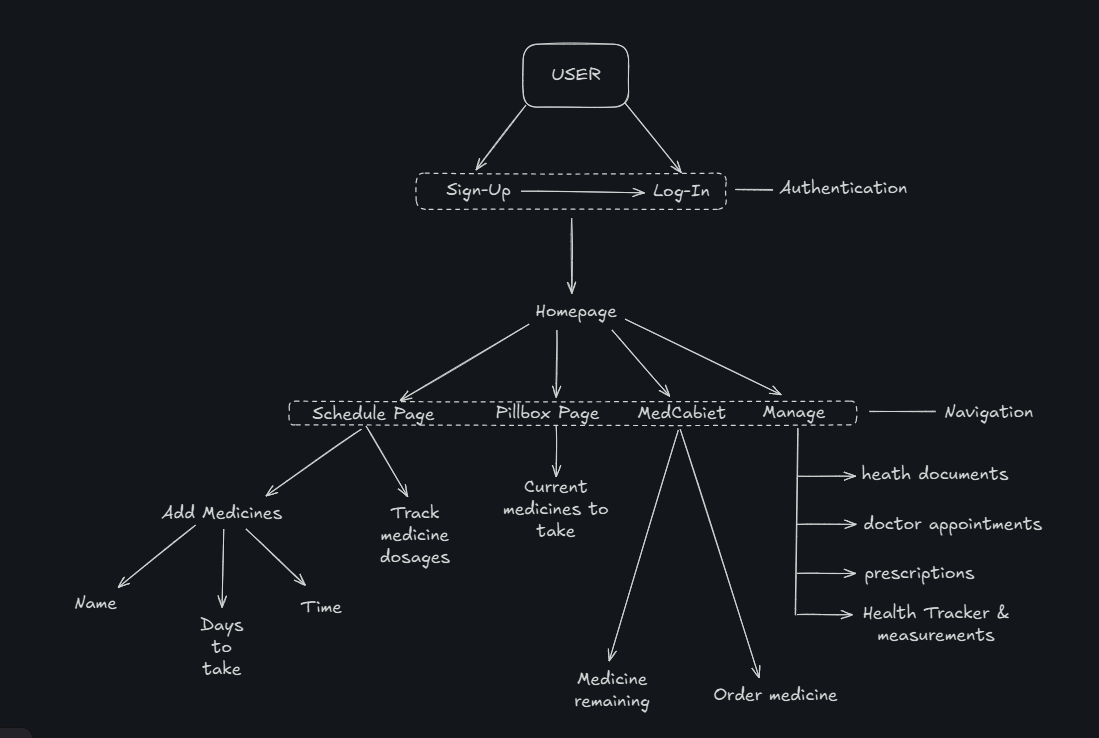 USER
Sign-Up
Log-In
Authentication
Homepage
Schedule Page
Pillbox Page
MedCabiet
Manage
Navigation
Add Medicines
Name
Days
to
take
Time
Track
medicine
dosages
Current
medicines to
take
Medicine
remaining
Order medicine
heath documents
doctor appointments
prescriptions
Health Tracker &
measurements